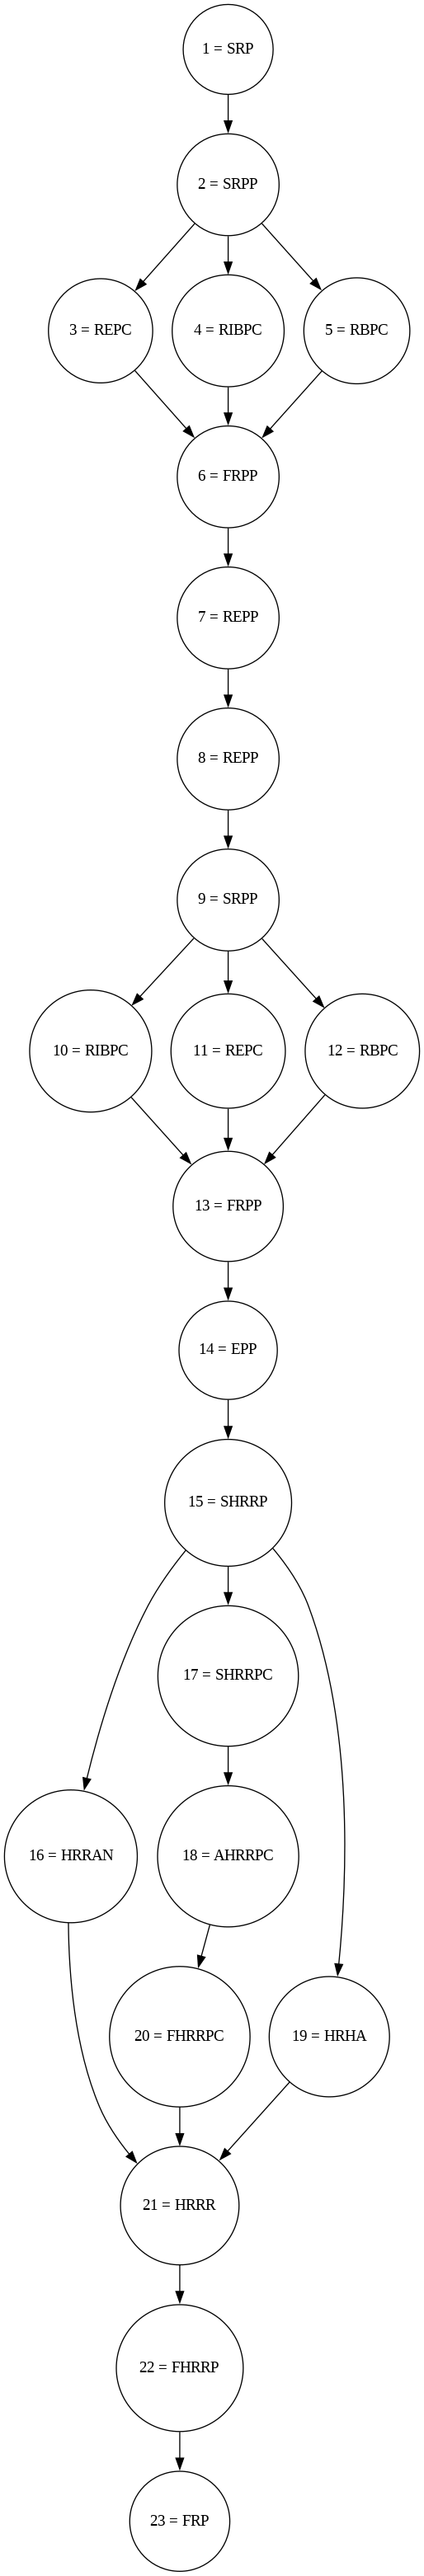 1 = SRP
2 = SRPP
3 = REPC
4 = RIBPC
5 = RBPC
6 = FRPP
7 = REPP
8 = REPP
9 = SRPP
10 = RIBPC
11 = REPC
12 = RBPC
13 = FRPP
14 = EPP
15 = SHRRP
17 = SHRRPC
16 = HRRAN
18 = AHRRPC
20 = FHRRPC
19 = HRHA
21 = HRRR
22 = FHRRP
23 = FRP